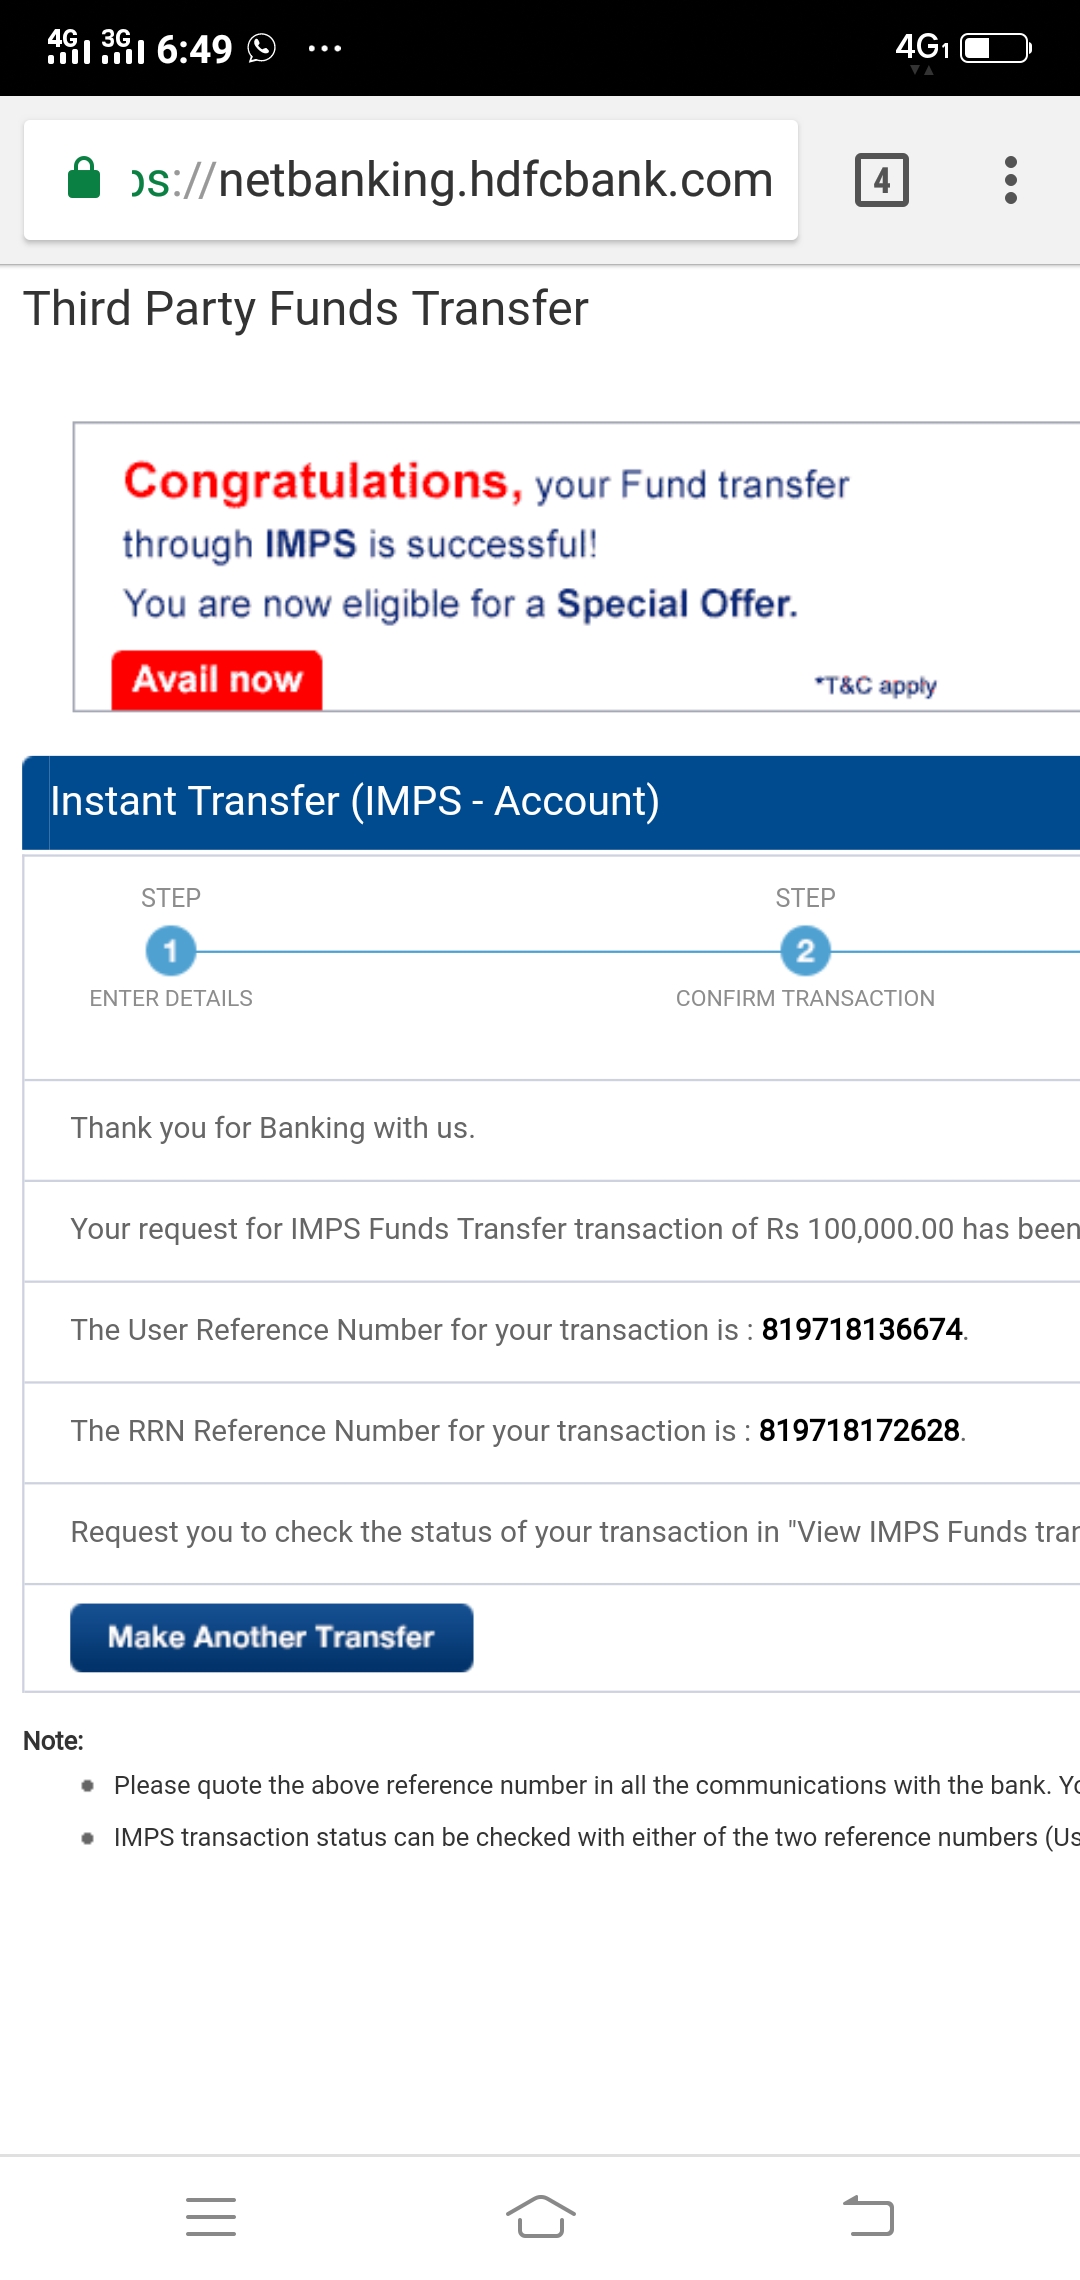 4G 3G 6:49 4G1
ps://netbanking.hdfcbank.com 4
Third Party Funds Transfer
Congratulations, your Fund transfer
through IMPS is successful!
You are now eligible for a Special Offer.
Avail now *T&C apply
Instant Transfer (IMPS - Account)
STEP STEP
1 2
ENTER DETAILS CONFIRM TRANSACTION
Thank you for Banking with us.
Your request for IMPS Funds Transfer transaction of Rs 100,000.00 has been
The User Reference Number for your transaction is : 819718136674.
The RRN Reference Number for your transaction is : 819718172628.
Request you to check the status of your transaction in "View IMPS Funds tran
Make Another Transfer
Note:
Please quote the above reference number in all the communications with the bank. Yo
IMPS transaction status can be checked with either of the two reference numbers (Us